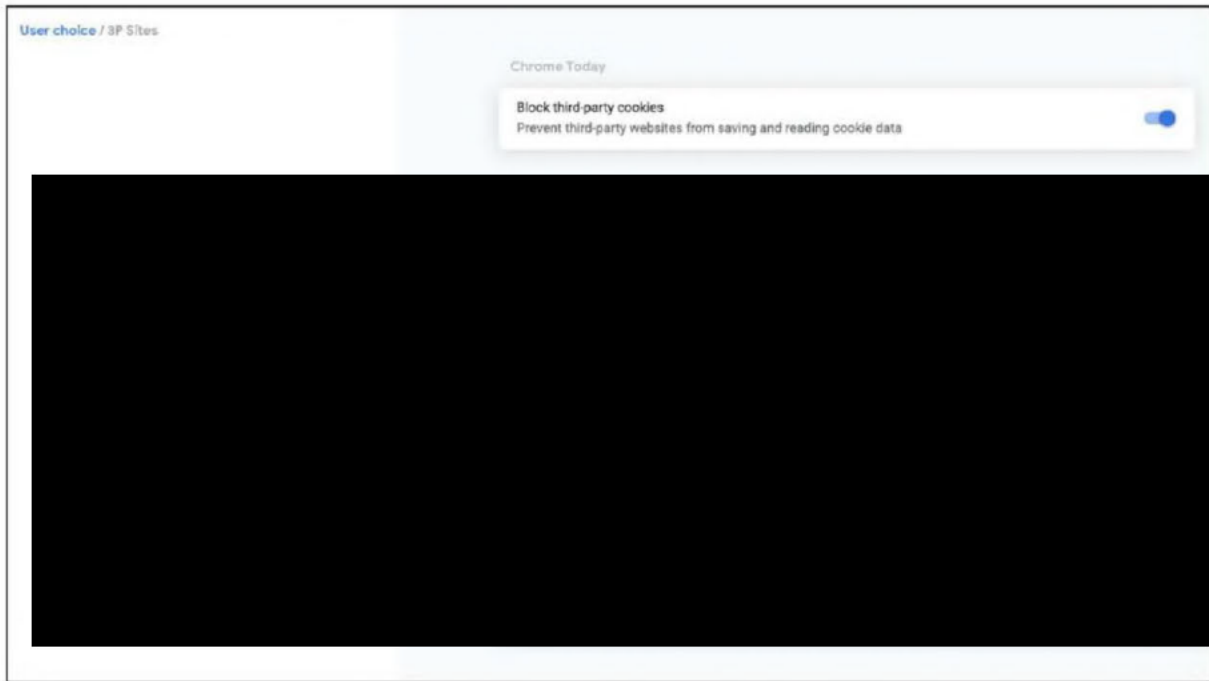 User choice / 3P Sites
Chrome Today
Block third-party cookies
Prevent third-party websites from saving and reading cookie data